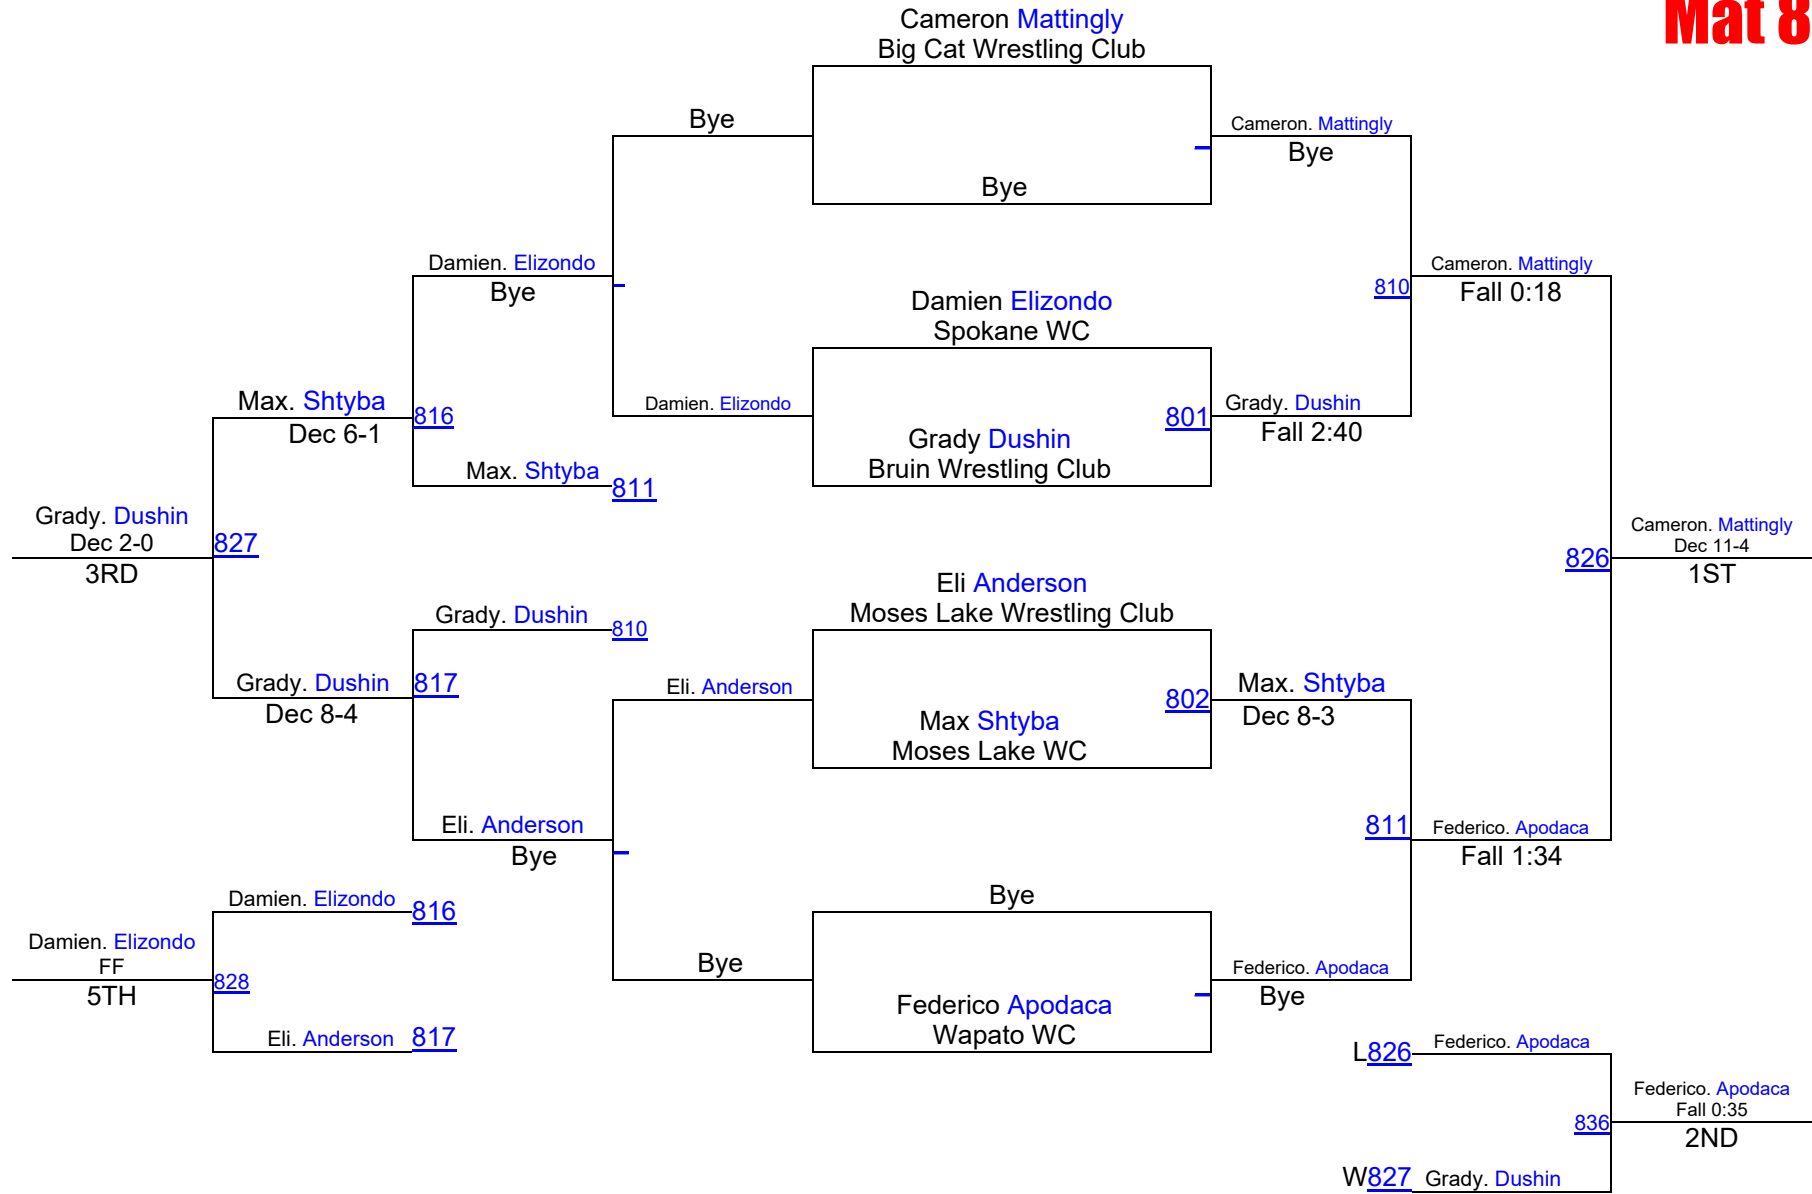 Mat 8
Cameron Mattingly
Big Cat Wrestling Club
Bye
Cameron. Mattingly
Bye
Bye
Damien. Elizondo
Bye
Cameron. Mattingly
810
Fall 0:18
Damien Elizondo
Spokane WC
Max. Shtyba
816
Dec 6-1
Damien. Elizondo
801
Grady. Dushin
Fall 2:40
Grady Dushin
Bruin Wrestling Club
Max. Shtyba
811
Grady. Dushin
Dec 2-0
827
3RD
Cameron. Mattingly
Dec 11-4
826
1ST
Eli Anderson
Moses Lake Wrestling Club
Grady. Dushin
810
Grady. Dushin
817
Dec 8-4
Eli. Anderson
802
Max. Shtyba
Dec 8-3
Max Shtyba
Moses Lake WC
Eli. Anderson
Bye
811
Federico. Apodaca
Fall 1:34
Bye
Damien. Elizondo
816
Damien. Elizondo
FF
828
5TH
Eli. Anderson
817
Bye
Federico. Apodaca
Bye
Federico Apodaca
Wapato WC
L826
Federico. Apodaca
Federico. Apodaca
Fall 0:35
836
2ND
W827
Grady. Dushin